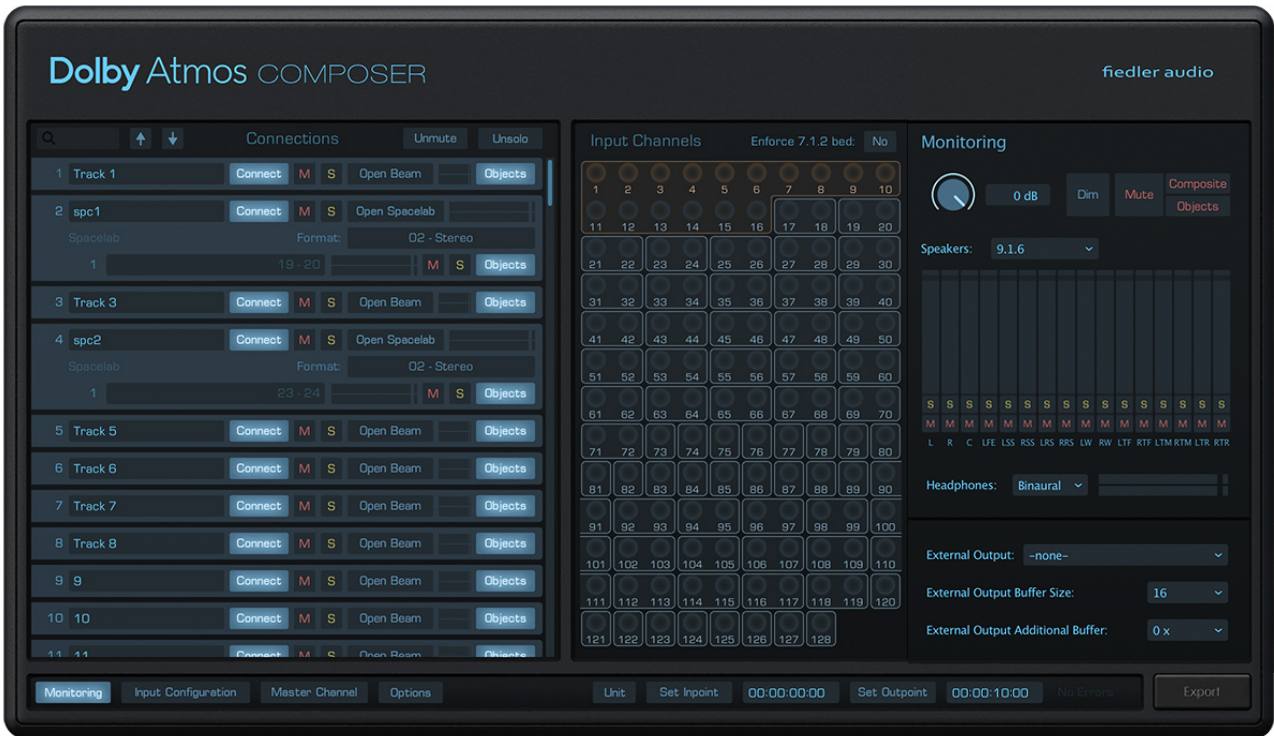 Dolby Atmos COMPOSER
fiedler audio
Connections Unmute Unsolo
1 Track 1 Connect M S Open Beam Objects
2 spc1 Connect M S Open Spacelab
Spacelab Format: 02 - Stereo
1 19 - 20 M S Objects
3 Track 3 Connect M S Open Beam Objects
4 spc2 Connect M S Open Spacelab
Spacelab Format: 02 - Stereo
1 23 - 24 M S Objects
5 Track 5 Connect M S Open Beam Objects
6 Track 6 Connect M S Open Beam Objects
7 Track 7 Connect M S Open Beam Objects
8 Track 8 Connect M S Open Beam Objects
9 9 Connect M S Open Beam Objects
10 10 Connect M S Open Beam Objects
11 11 Connect M S Open Beam Objects
Input Channels Enforce 7.1.2 bed: No
1 2 3 4 5 6 7 8 9 10
11 12 13 14 15 16 17 18 19 20
21 22 23 24 25 26 27 28 29 30
31 32 33 34 35 36 37 38 39 40
41 42 43 44 45 46 47 48 49 50
51 52 53 54 55 56 57 58 59 60
61 62 63 64 65 66 67 68 69 70
71 72 73 74 75 76 77 78 79 80
81 82 83 84 85 86 87 88 89 90
91 92 93 94 95 96 97 98 99 100
101 102 103 104 105 106 107 108 109 110
111 112 113 114 115 116 117 118 119 120
121 122 123 124 125 126 127 128
Monitoring
0 dB Dim Mute Composite
Objects
Speakers: 9.1.6
S S S S S S S S S S S S S S S S
M M M M M M M M M M M M M M M M
L R C LFE LSS RSS LRS RRS LW RW LTF RTF LTM RTM LTR RTR
Headphones: Binaural
External Output: -none-
External Output Buffer Size: 16
External Output Additional Buffer: 0 x
Monitoring Input Configuration Master Channel Options Unit Set Inpoint 00:00:00:00 Set Outpoint 00:00:10:00 No Errors Export